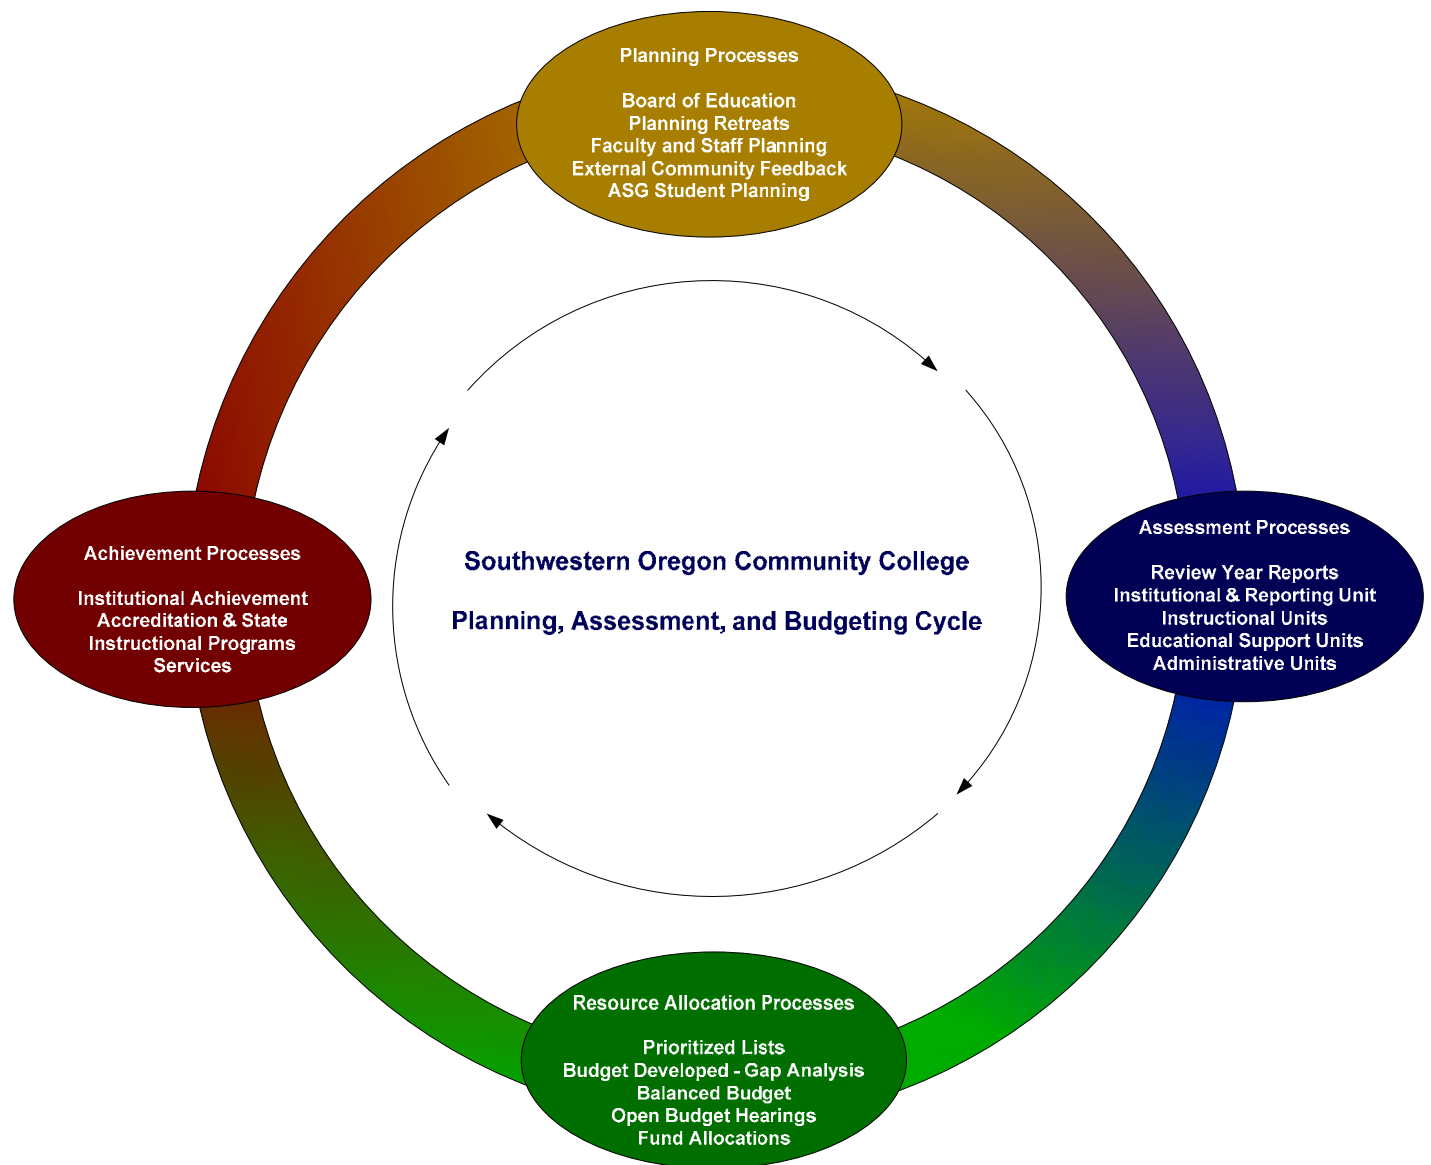 Planning Processes
Board of Education
Planning Retreats
Faculty and Staff Planning
External Community Feedback
ASG Student Planning
Achievement Processes
Institutional Achievement
Accreditation & State
Instructional Programs
Services
Southwestern Oregon Community College
Planning, Assessment, and Budgeting Cycle
Assessment Processes
Review Year Reports
Institutional & Reporting Unit
Instructional Units
Educational Support Units
Administrative Units
Resource Allocation Processes
Prioritized Lists
Budget Developed - Gap Analysis
Balanced Budget
Open Budget Hearings
Fund Allocations